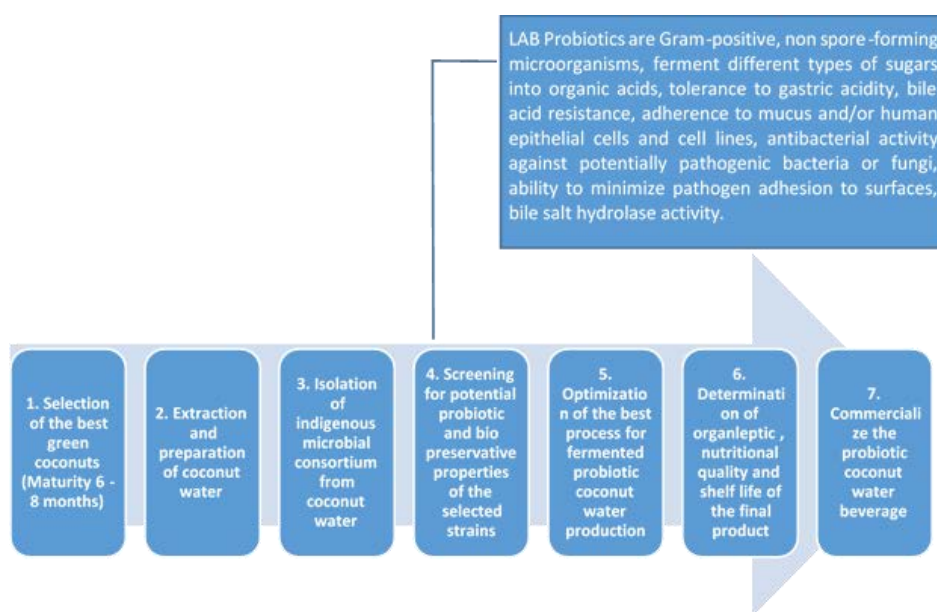 LAB Probiotics are Gram-positive, non spore-forming
microorganisms, ferment different types of sugars
into organic acids, tolerance to gastric acidity, bile
acid resistance, adherence to mucus and/or human
epithelial cells and cell lines, antibacterial activity
against potentially pathogenic bacteria or fungi,
ability to minimize pathogen adhesion to surfaces,
bile salt hydrolase activity.
1. Selection
of the best
green
coconuts
(Maturity 6 -
8 months)
2. Extraction
and
preparation
of coconut
water
3. Isolation
of
indigenous
microbial
consortium
from
coconut
water
4. Screening
for potential
probiotic
and bio
preservative
properties
of the
selected
strains
5.
Optimizatio
n of the best
process for
fermented
probiotic
coconut
water
production
6.
Determinati
on of
organleptic ,
nutritional
quality and
shelf life of
the final
product
7.
Commerciali
ze the
probiotic
coconut
water
beverage